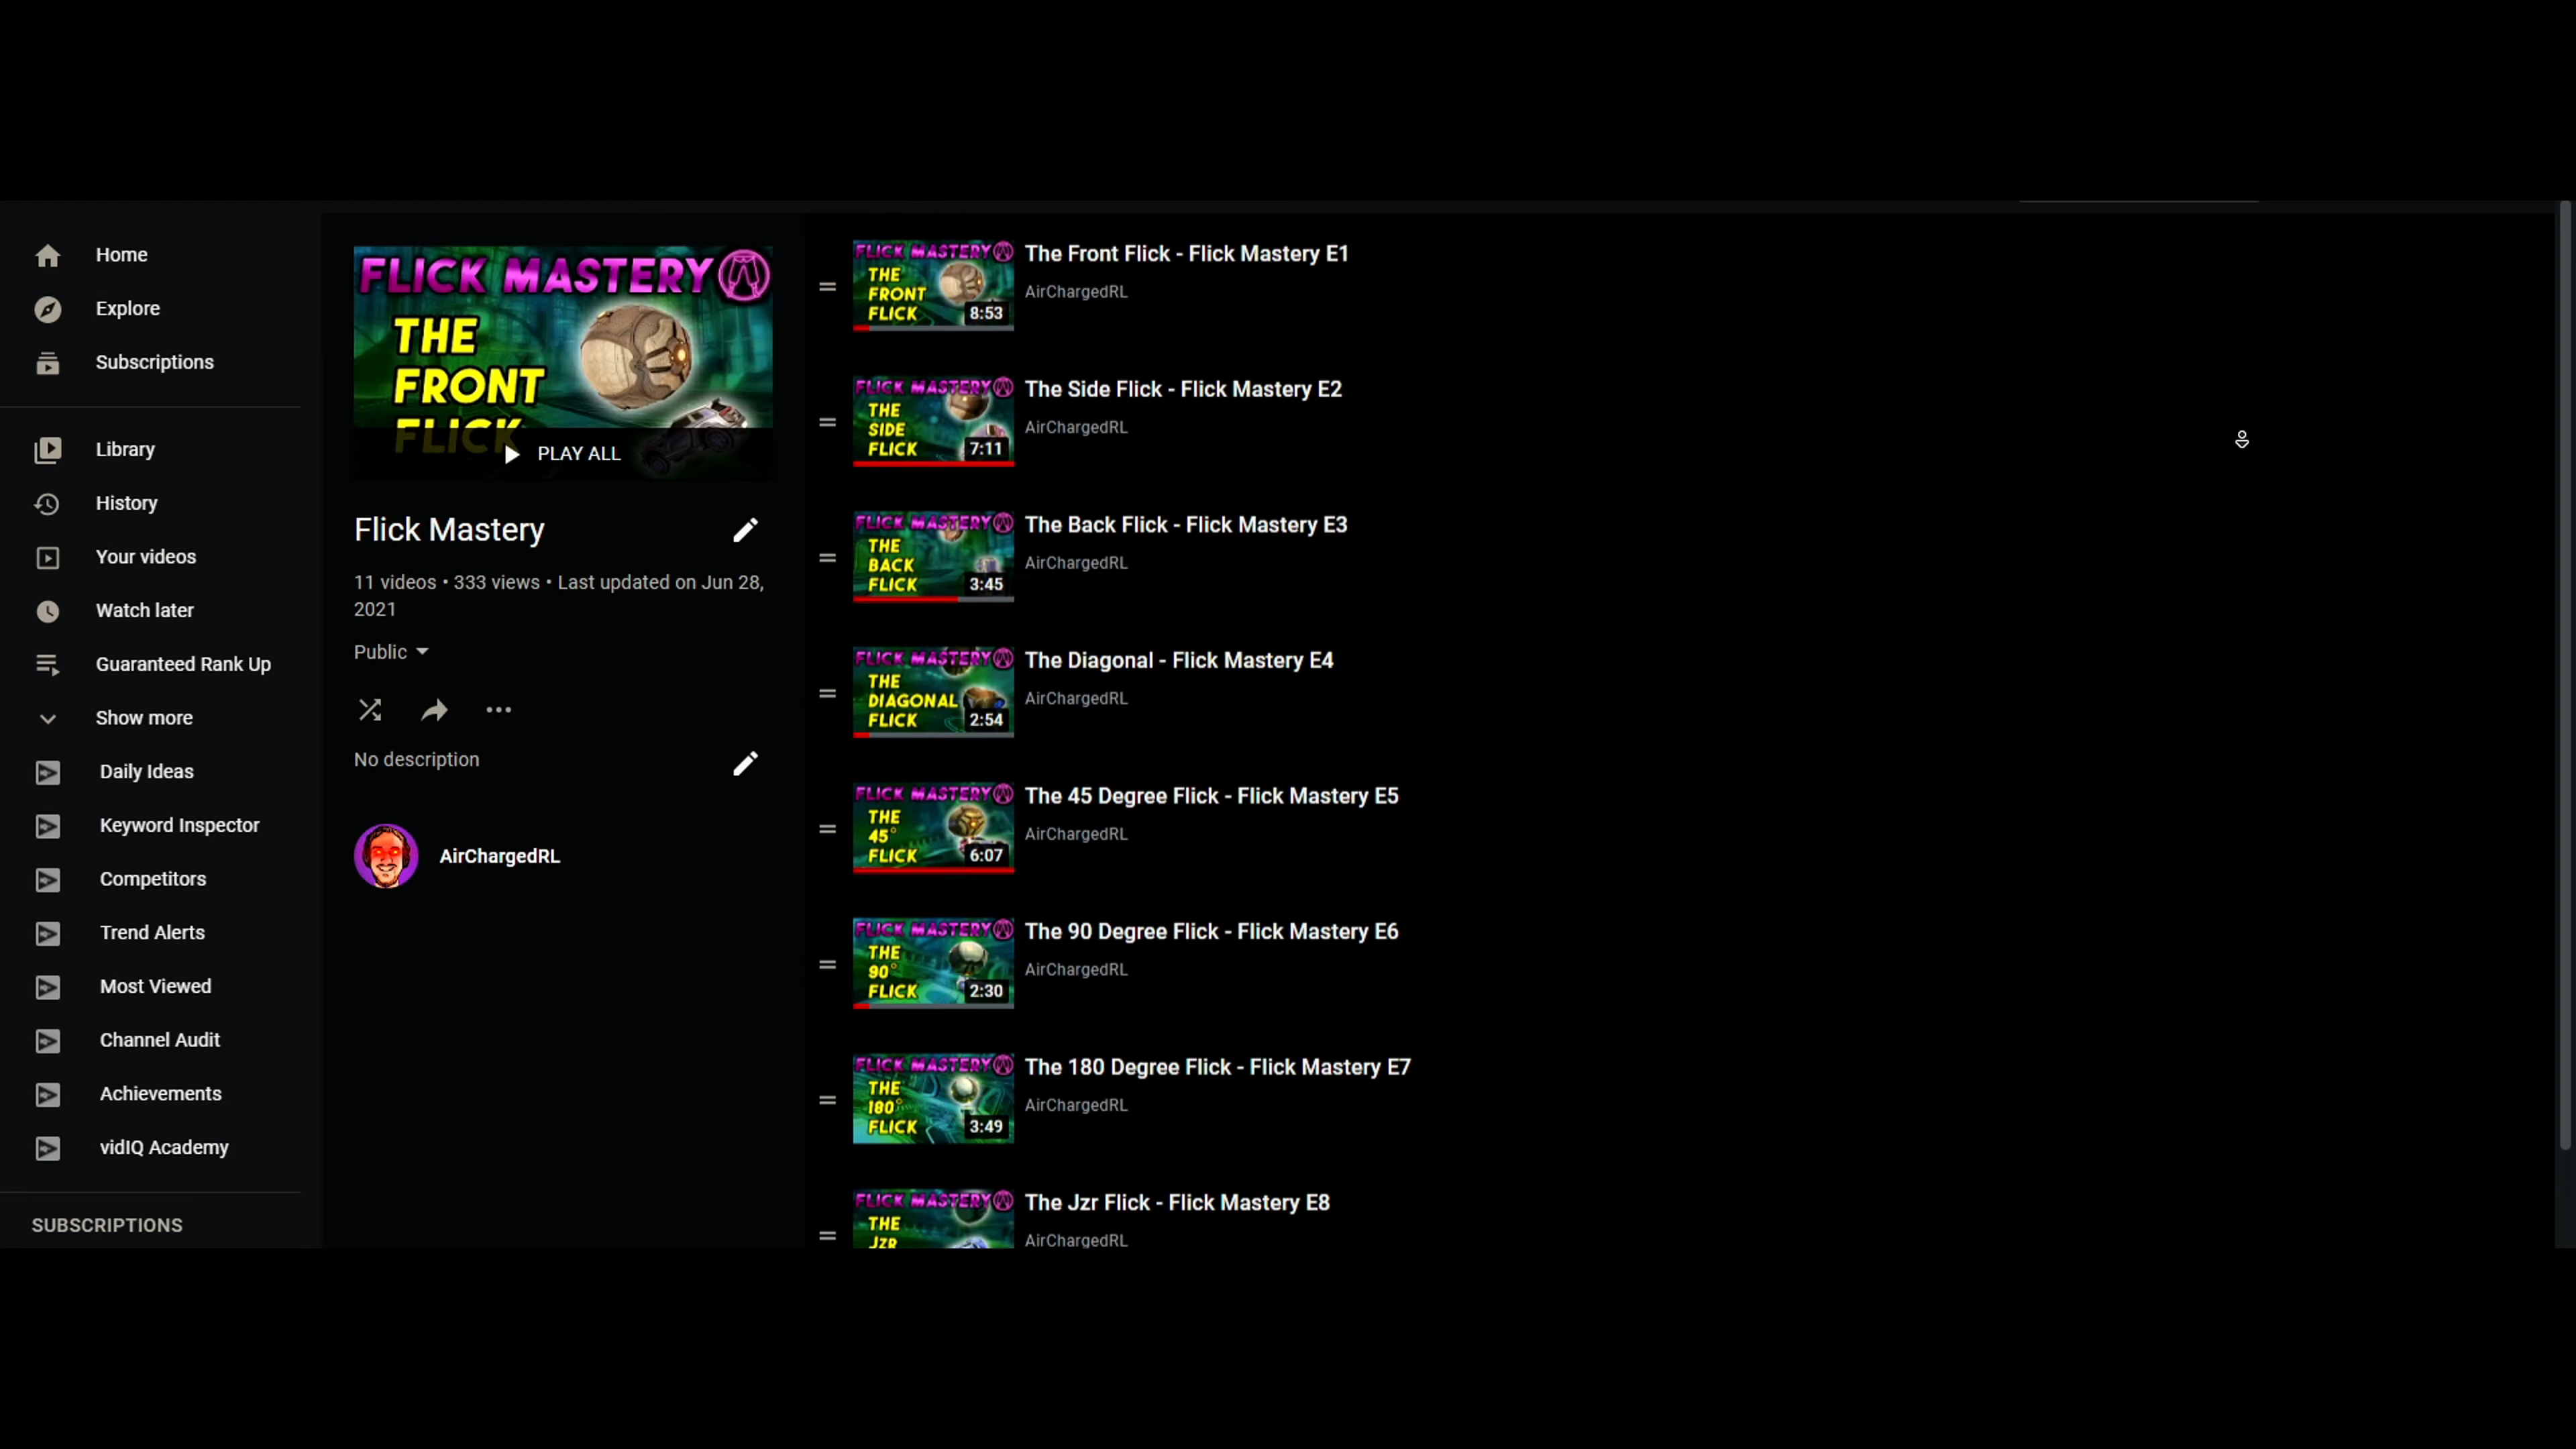 Home
Explore
Subscriptions
Library
History
Your videos
Watch later
Guaranteed Rank Up
Show more
Daily Ideas
Keyword Inspector
Competitors
Trend Alerts
Most Viewed
Channel Audit
Achievements
vidIQ Academy
SUBSCRIPTIONS
FLICK MASTERY
THE
FRONT
FLICK
PLAY ALL
Flick Mastery
11 videos • 333 views • Last updated on Jun 28,
2021
Public
No description
AirChargedRL
FLICK MASTERY
THE
FRONT
FLICK
8:53
The Front Flick - Flick Mastery E1
AirChargedRL
FLICK MASTERY
THE
SIDE
FLICK
7:11
The Side Flick - Flick Mastery E2
AirChargedRL
FLICK MASTERY
THE
BACK
FLICK
3:45
The Back Flick - Flick Mastery E3
AirChargedRL
FLICK MASTERY
THE
DIAGONAL
FLICK
2:54
The Diagonal - Flick Mastery E4
AirChargedRL
FLICK MASTERY
THE
45°
FLICK
6:07
The 45 Degree Flick - Flick Mastery E5
AirChargedRL
FLICK MASTERY
THE
90°
FLICK
2:30
The 90 Degree Flick - Flick Mastery E6
AirChargedRL
FLICK MASTERY
THE
180°
FLICK
3:49
The 180 Degree Flick - Flick Mastery E7
AirChargedRL
FLICK MASTERY
THE
JZR
The Jzr Flick - Flick Mastery E8
AirChargedRL